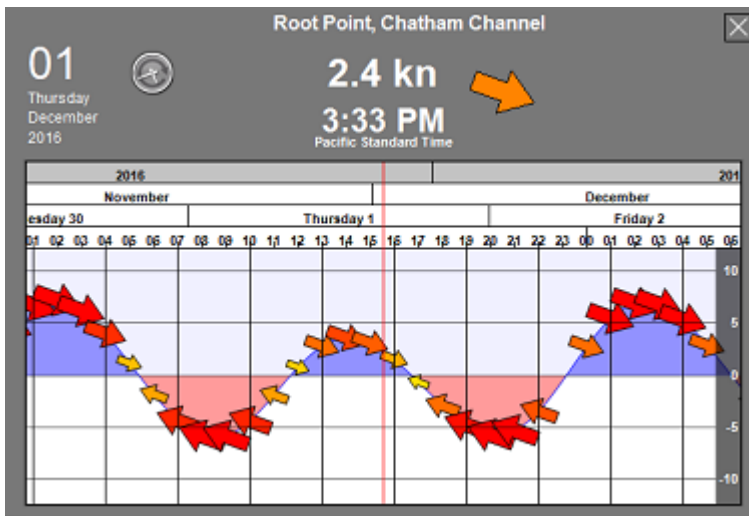 Root Point, Chatham Channel
01
Thursday
December
2016
2.4 kn
3:33 PM
Pacific Standard Time
2016 201
November December
esday 30 Thursday 1 Friday 2
01 02 03 04 05 06 07 08 09 10 11 12 13 14 15 16 17 18 19 20 21 22 23 00 01 02 03 04 05 06
10
5
0
-5
-10